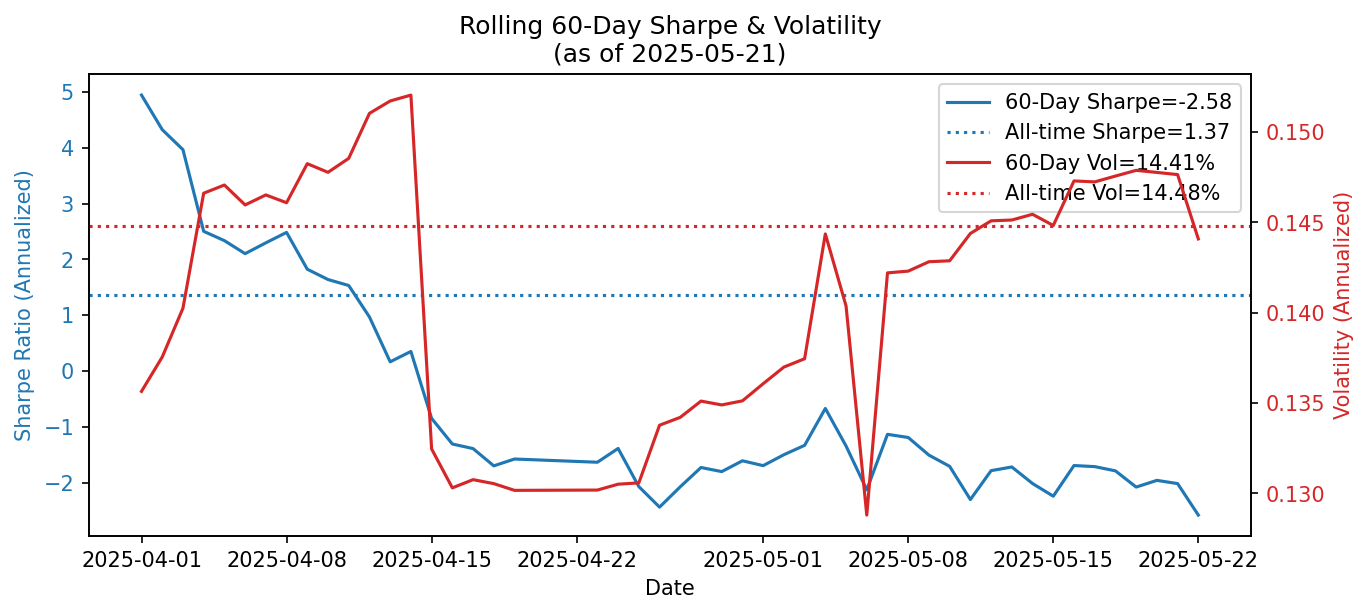 Rolling 60-Day Sharpe & Volatility
(as of 2025-05-21)
Sharpe Ratio (Annualized)
5
4
3
2
1
0
−1
−2
60-Day Sharpe=-2.58
All-time Sharpe=1.37
60-Day Vol=14.41%
All-time Vol=14.48%
0.150
0.145
0.140
0.135
0.130
Volatility (Annualized)
2025-04-01 2025-04-08 2025-04-15 2025-04-22 2025-05-01 2025-05-08 2025-05-15 2025-05-22
Date